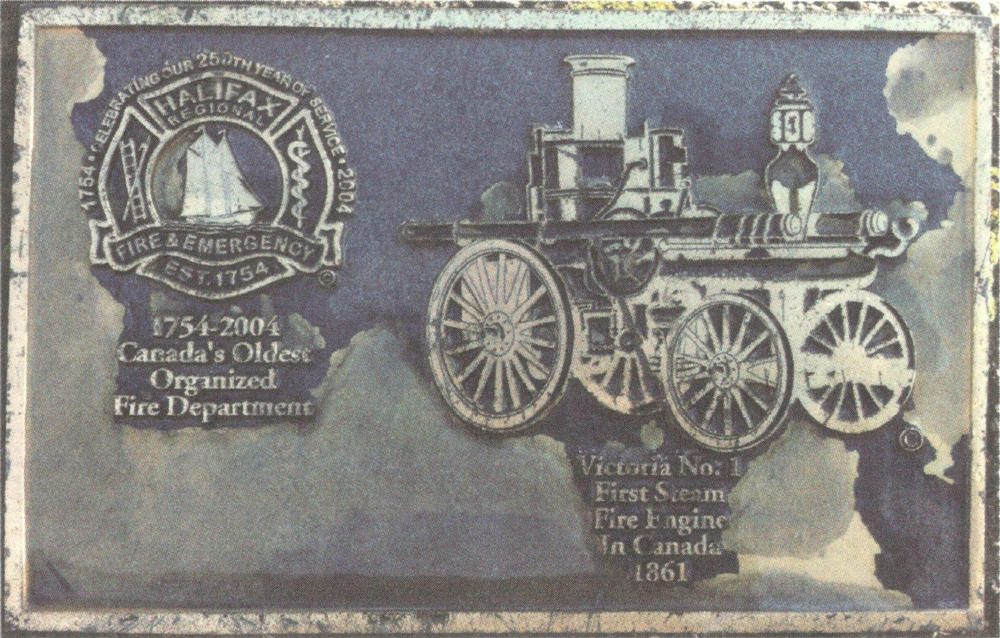 1754 • CELEBRATING OUR 250TH YEAR OF SERVICE • 2004
HALIFAX
REGIONAL
FIRE & EMERGENCY
EST. 1754
©
1754-2004
Canada's Oldest
Organized
Fire Department
©
Victoria No. 1
First Steam
Fire Engine
In Canada
1861